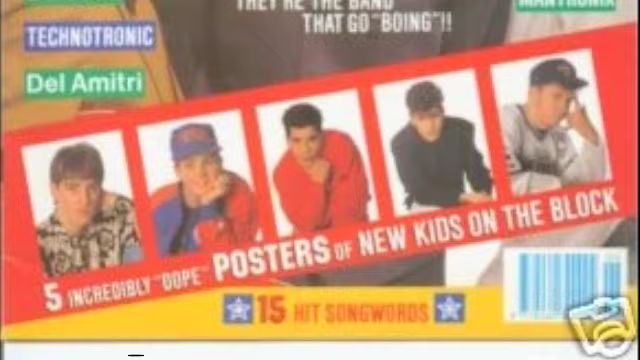 THEY'RE THE BAND
THAT GO "BOING"!!
MANTRONIX
TECHNOTRONIC
Del Amitri
5 INCREDIBLY "DOPE" POSTERS OF NEW KIDS ON THE BLOCK
15 HIT SONGWORDS